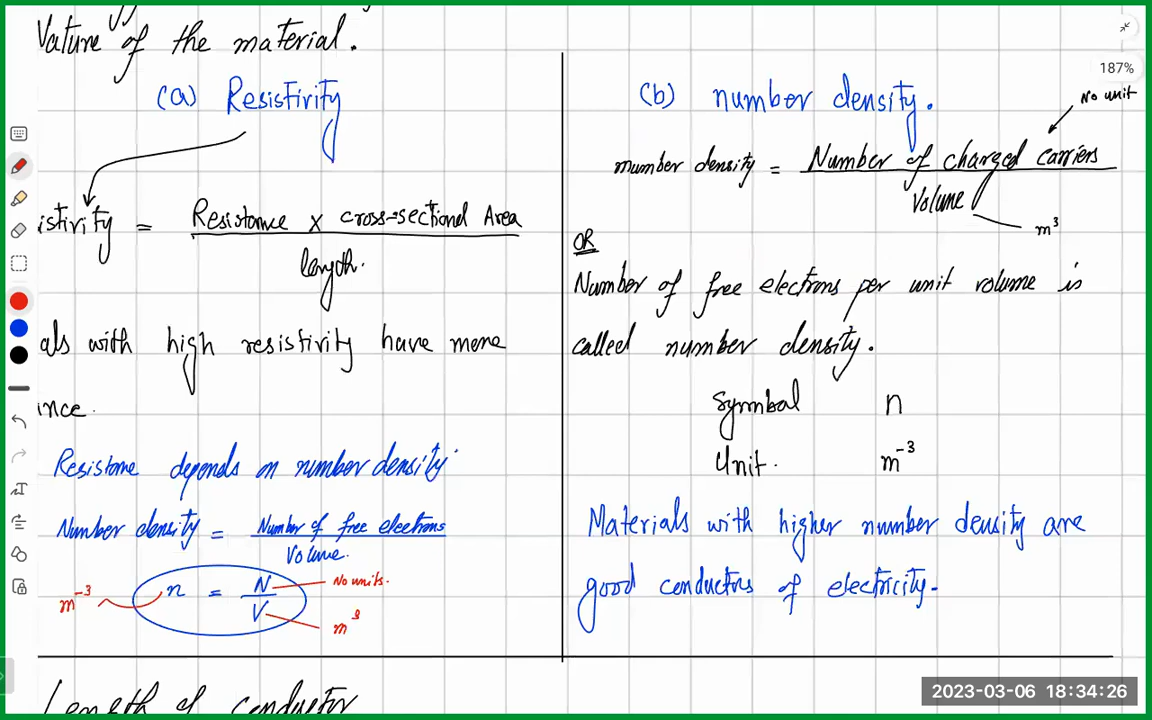 Nature of the material.
(a) Resistivity
istivity = Resistance x cross-sectional Area
length.
als with high resistivity have more
ince.
Resistance depends on number density
Number density = Number of free electrons
Volume.
n = N
V
No units.
m³
m⁻³
(b) number density.
No unit
number density = Number of charged carriers
Volume
m³
OR
Number of free electrons per unit volume is
called number density.
Symbol n
Unit. m⁻³
Materials with higher number density are
good conductors of electricity.
Length of conductor
187%
2023-03-06 18:34:26